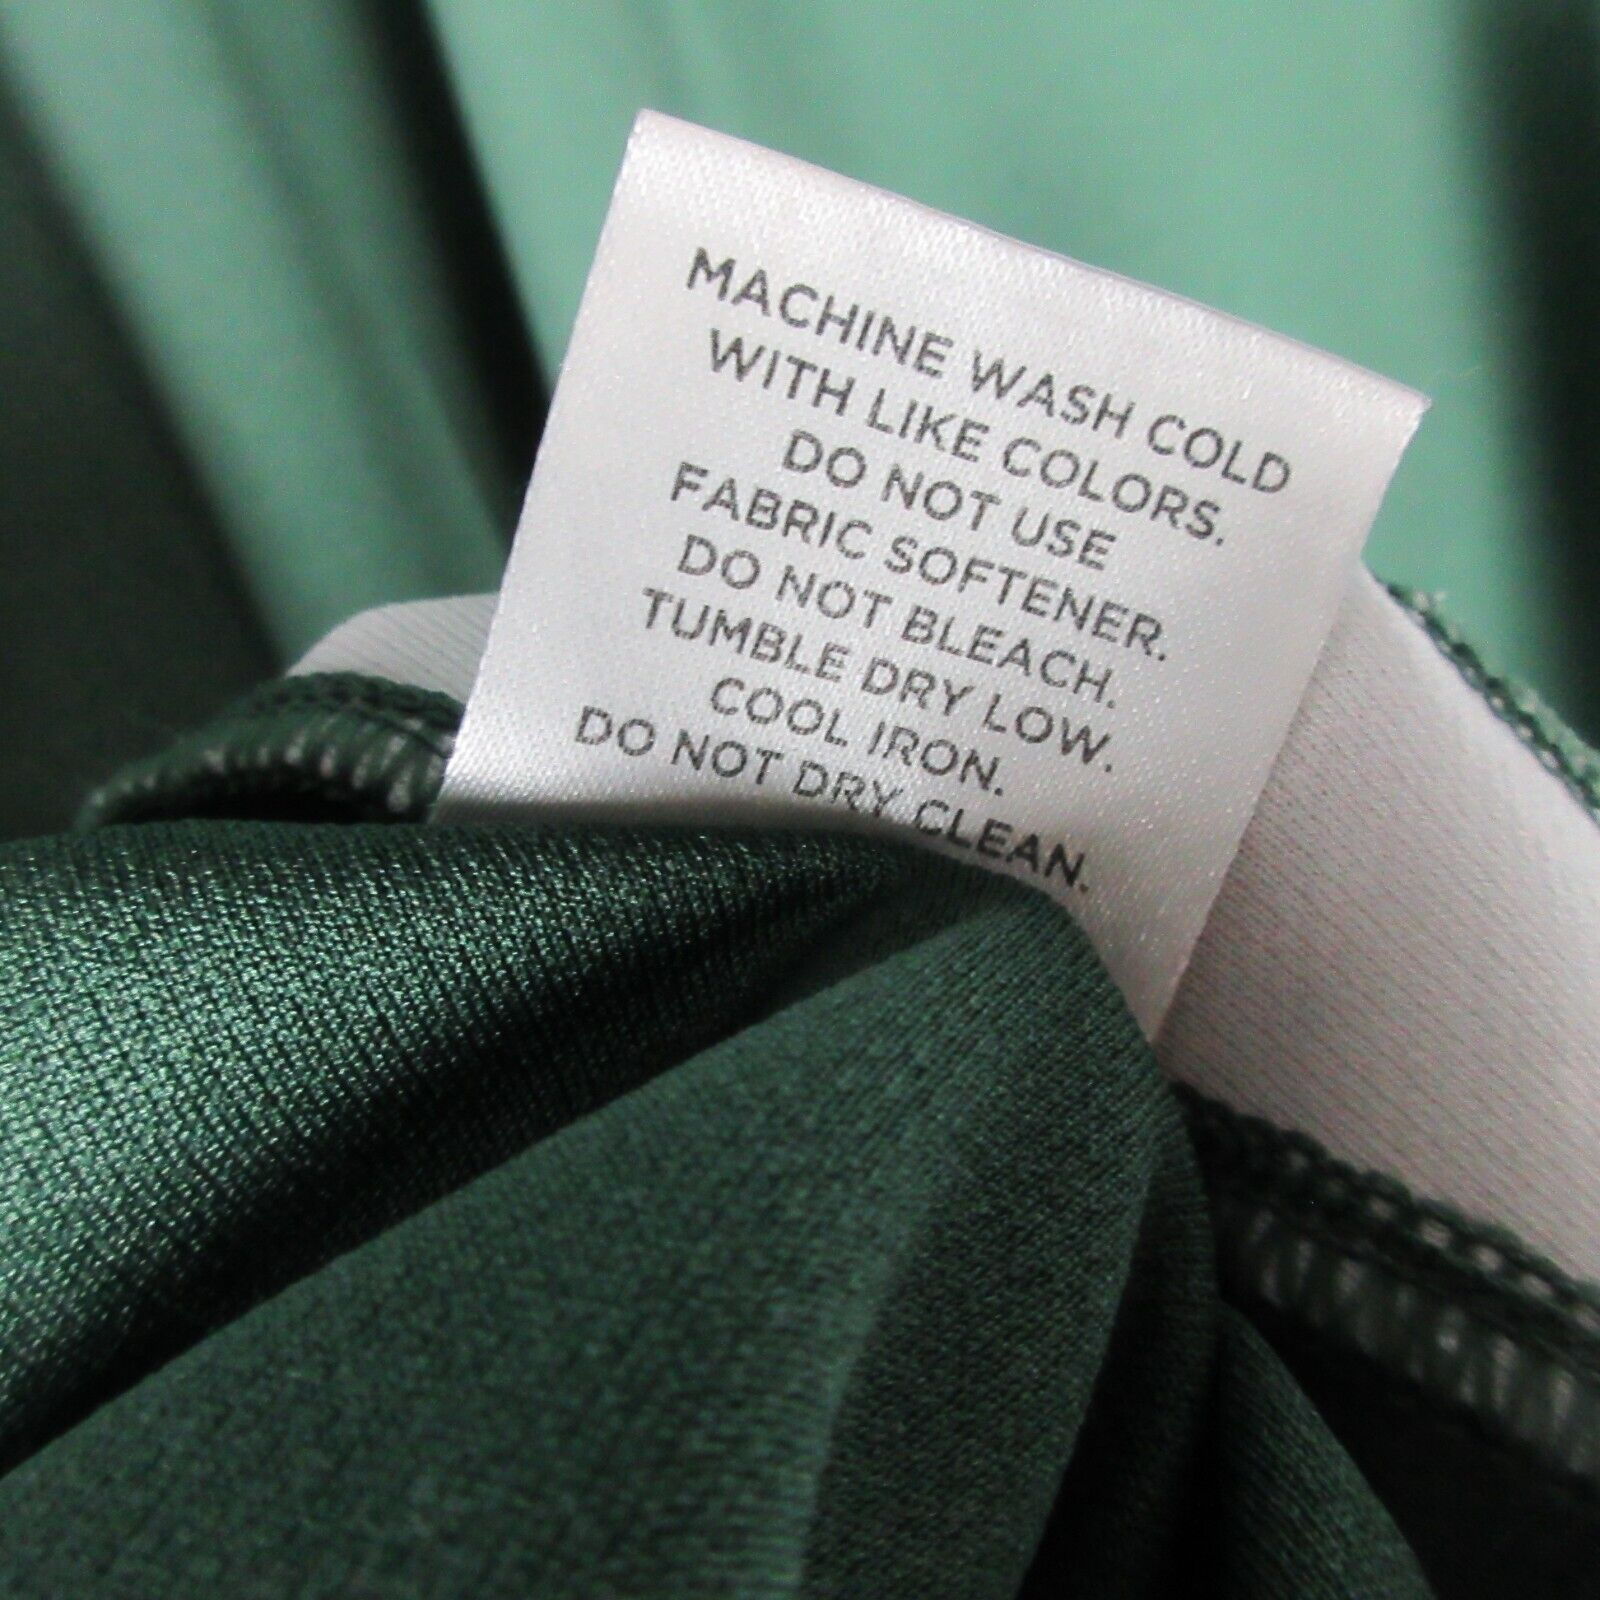 MACHINE WASH COLD
WITH LIKE COLORS.
DO NOT USE
FABRIC SOFTENER.
DO NOT BLEACH.
TUMBLE DRY LOW.
COOL IRON.
DO NOT DRY CLEAN.